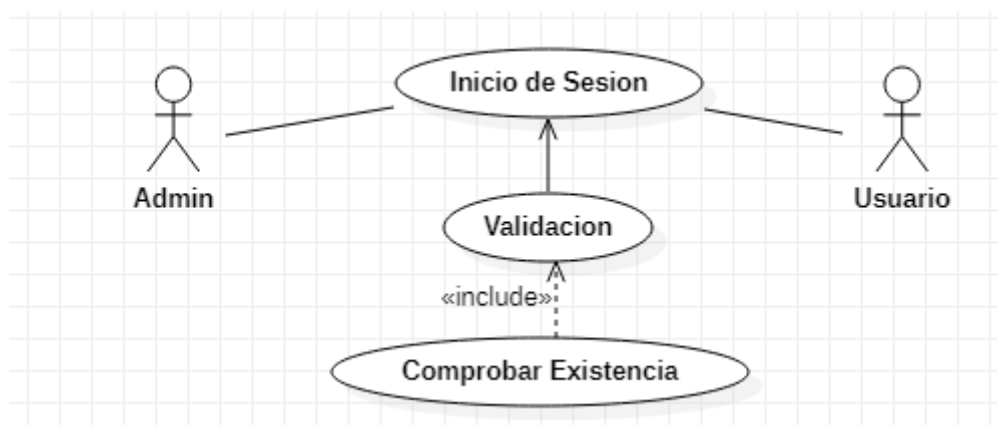 Inicio de Sesion
Admin
Usuario
Validacion
«include»
Comprobar Existencia